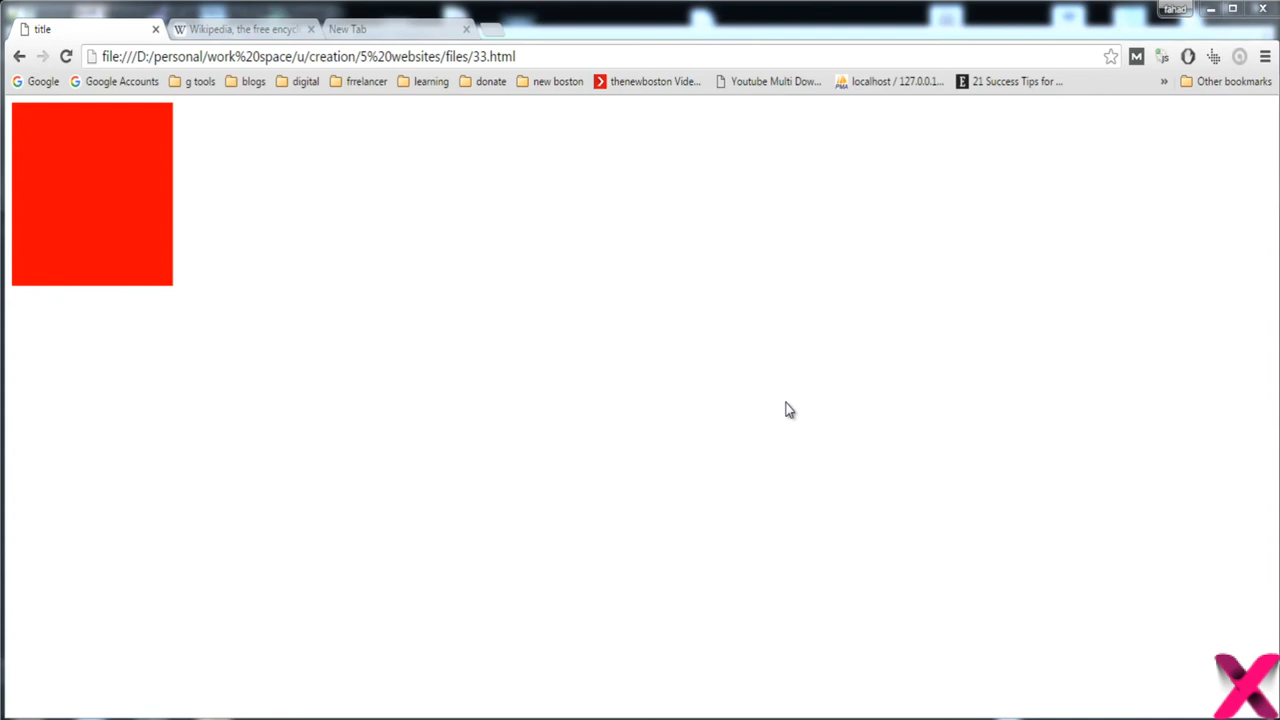 fahad
title
Wikipedia, the free encycl
New Tab
file:///D:/personal/work%20space/u/creation/5%20websites/files/33.html
Google
Google Accounts
g tools
blogs
digital
frrelancer
learning
donate
new boston
thenewboston Vide...
Youtube Multi Dow...
localhost / 127.0.0.1...
21 Success Tips for ...
»
Other bookmarks